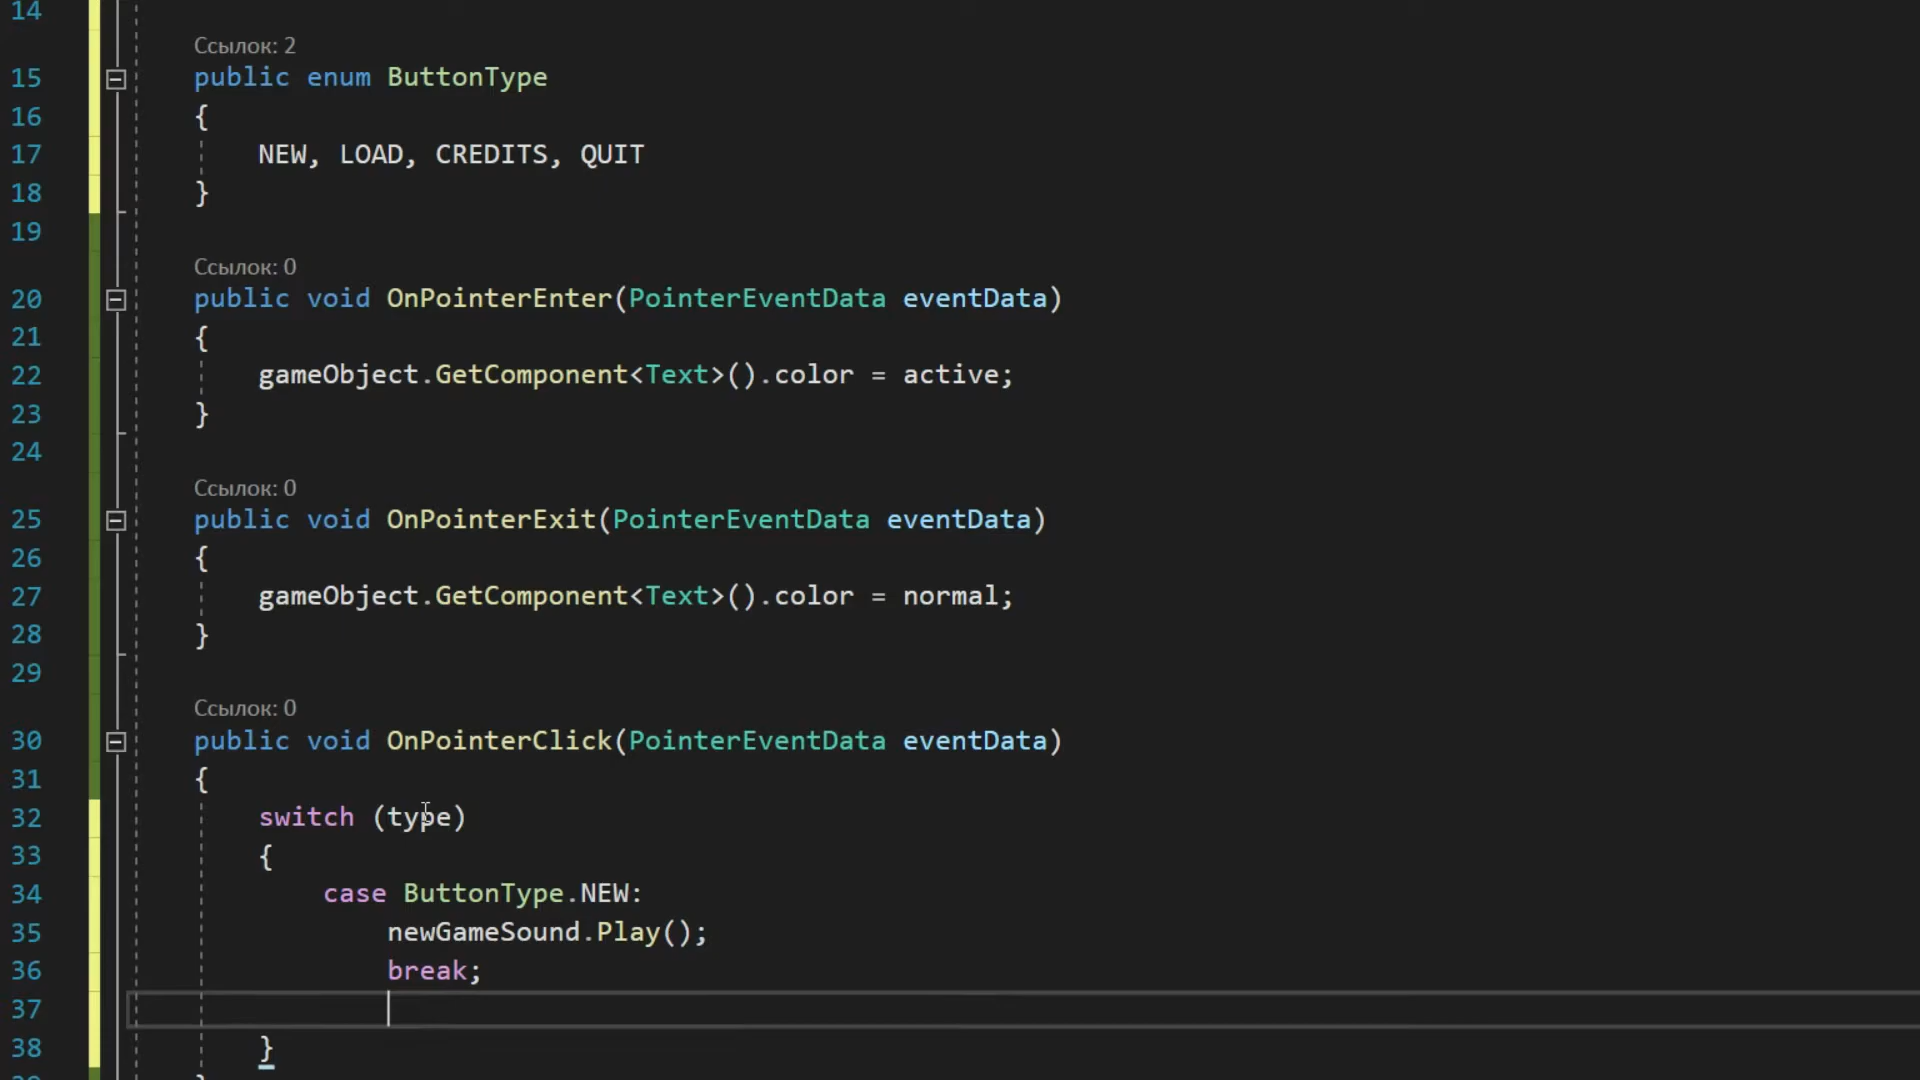 14
Ссылок: 2
15 public enum ButtonType
16 {
17 NEW, LOAD, CREDITS, QUIT
18 }
19
Ссылок: 0
20 public void OnPointerEnter(PointerEventData eventData)
21 {
22 gameObject.GetComponent<Text>().color = active;
23 }
24
Ссылок: 0
25 public void OnPointerExit(PointerEventData eventData)
26 {
27 gameObject.GetComponent<Text>().color = normal;
28 }
29
Ссылок: 0
30 public void OnPointerClick(PointerEventData eventData)
31 {
32 switch (type)
33 {
34 case ButtonType.NEW:
35 newGameSound.Play();
36 break;
37
38 }